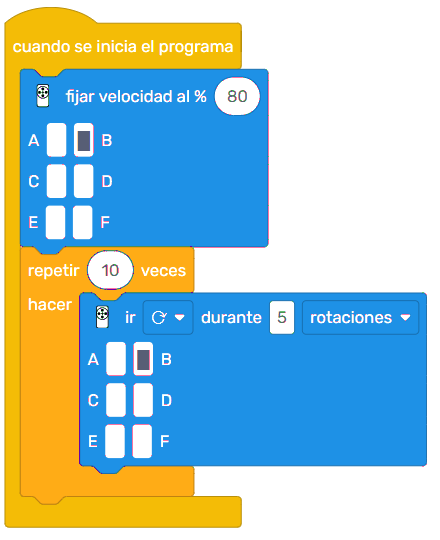 cuando se inicia el programa
fijar velocidad al % 80
A B
C D
E F
repetir 10 veces
hacer
ir durante 5 rotaciones
A B
C D
E F